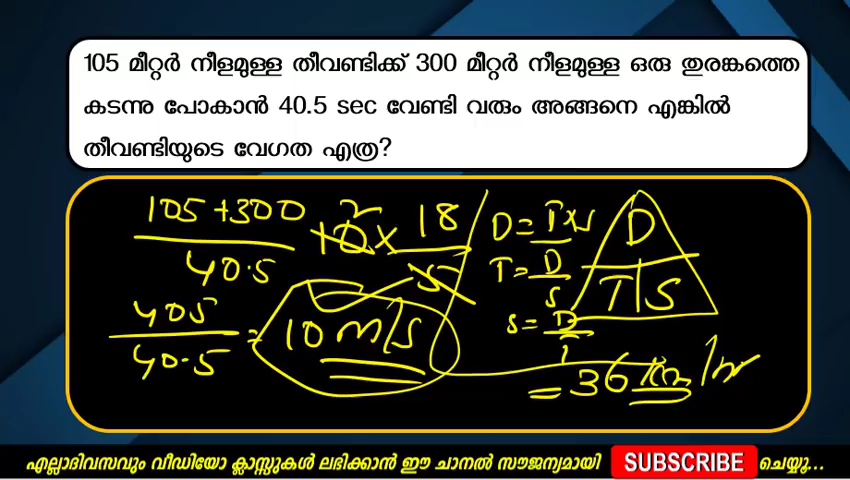 105 മീറ്റർ നീളമുള്ള തീവണ്ടിക്ക് 300 മീറ്റർ നീളമുള്ള ഒരു തുരങ്കത്തെ
കടന്നു പോകാൻ 40.5 sec വേണ്ടി വരും അങ്ങനെ എങ്കിൽ
തീവണ്ടിയുടെ വേഗത എത്ര?
105 + 300
40.5
10 × 18
2
5
405
40.5
= 10 m/s
D = T x s
T = D
s
s = D
T
D
T S
= 36 km/hr
എല്ലാദിവസവും വീഡിയോ ക്ലാസ്സുകൾ ലഭിക്കാൻ ഈ ചാനൽ സൗജന്യമായി SUBSCRIBE ചെയ്യൂ...